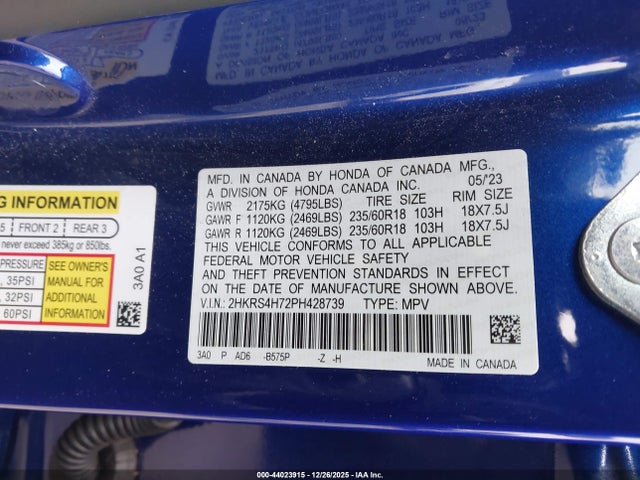 MFD. IN CANADA BY HONDA OF CANADA MFG.,
A DIVISION OF HONDA CANADA INC. 05/'23
GVWR 2175KG (4795LBS) TIRE SIZE RIM SIZE
GAWR F 1120KG (2469LBS) 235/60R18 103H 18X7.5J
GAWR R 1120KG (2469LBS) 235/60R18 103H 18X7.5J
THIS VEHICLE CONFORMS TO ALL APPLICABLE
FEDERAL MOTOR VEHICLE SAFETY
AND THEFT PREVENTION STANDARDS IN EFFECT
ON THE DATE OF MANUFACTURE SHOWN ABOVE.
V.I.N.: 2HKRS4H72PH428739 TYPE: MPV
3A0 P AD6 -B575P -Z -H
MADE IN CANADA
G INFORMATION
5 FRONT 2 REAR 3
never exceed 385kg or 850lbs.
PRESSURE
, 35PSI
, 32PSI
60PSI
SEE OWNER'S
MANUAL FOR
ADDITIONAL
INFORMATION
3A0 A1
000-44023915 - 12/26/2025 - IAA Inc.